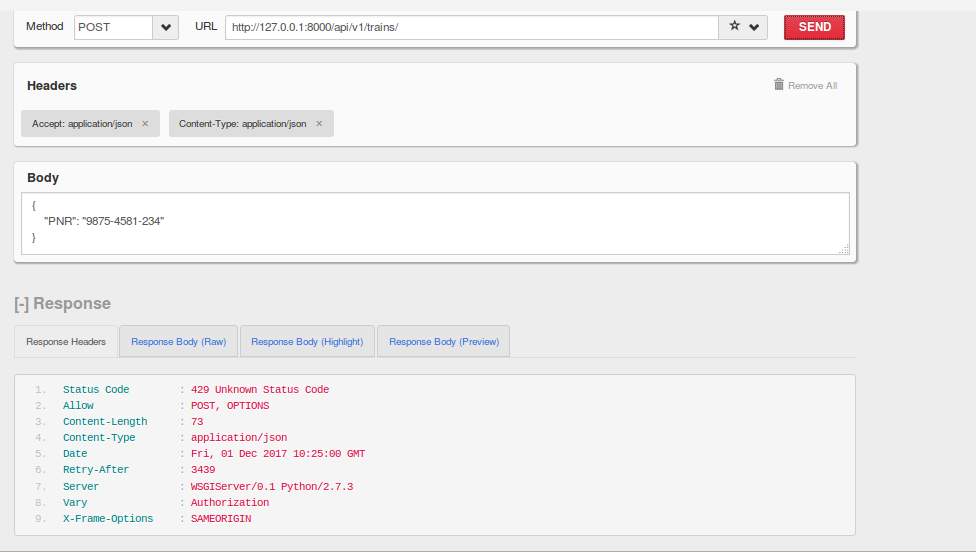 Method POST URL http://127.0.0.1:8000/api/v1/trains/ SEND
Headers Remove All
Accept: application/json × Content-Type: application/json ×
Body
{
"PNR": "9875-4581-234"
}
[-] Response
Response Headers Response Body (Raw) Response Body (Highlight) Response Body (Preview)
1. Status Code : 429 Unknown Status Code
2. Allow : POST, OPTIONS
3. Content-Length : 73
4. Content-Type : application/json
5. Date : Fri, 01 Dec 2017 10:25:00 GMT
6. Retry-After : 3439
7. Server : WSGIServer/0.1 Python/2.7.3
8. Vary : Authorization
9. X-Frame-Options : SAMEORIGIN